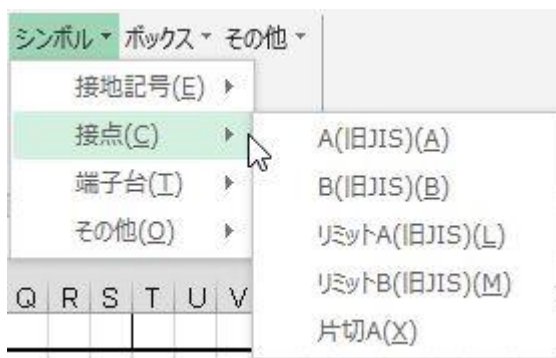 シンボル ボックス その他
接地記号(E)
接点(C)
端子台(T)
その他(O)
A(旧JIS)(A)
B(旧JIS)(B)
リミットA(旧JIS)(L)
リミットB(旧JIS)(M)
片切A(X)
Q R S T U V